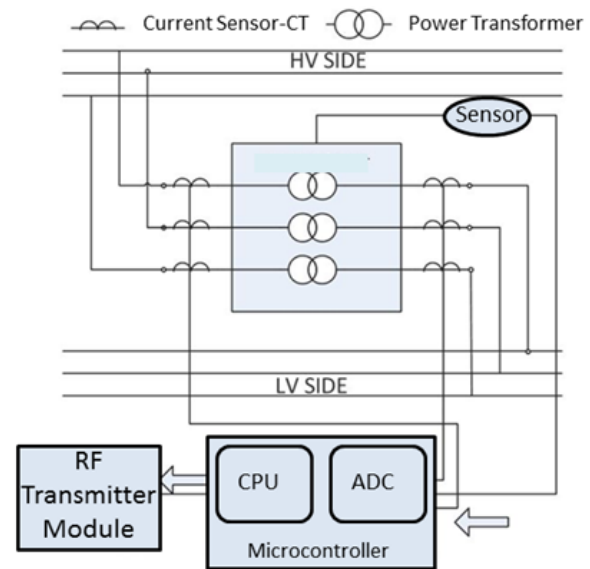 Current Sensor-CT
Power Transformer
HV SIDE
Sensor
LV SIDE
RF
Transmitter
Module
CPU
ADC
Microcontroller